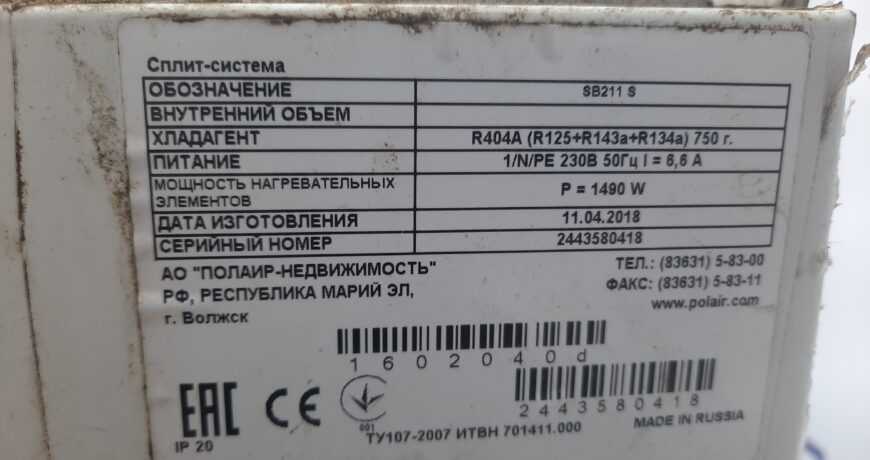 Сплит-система
ОБОЗНАЧЕНИЕ SB211 S
ВНУТРЕННИЙ ОБЪЕМ
ХЛАДАГЕНТ R404A (R125+R143a+R134a) 750 г.
ПИТАНИЕ 1/N/PE 230В 50Гц I = 6,6 А
МОЩНОСТЬ НАГРЕВАТЕЛЬНЫХ
ЭЛЕМЕНТОВ P = 1490 W
ДАТА ИЗГОТОВЛЕНИЯ 11.04.2018
СЕРИЙНЫЙ НОМЕР 2443580418
АО "ПОЛАИР-НЕДВИЖИМОСТЬ" ТЕЛ.: (83631) 5-83-00
РФ, РЕСПУБЛИКА МАРИЙ ЭЛ, ФАКС: (83631) 5-83-11
г. Волжск www.polair.com
1602040d
2443580418
EAC CE 001 MADE IN RUSSIA
IP 20 ТУ107-2007 ИТВН 701411.000